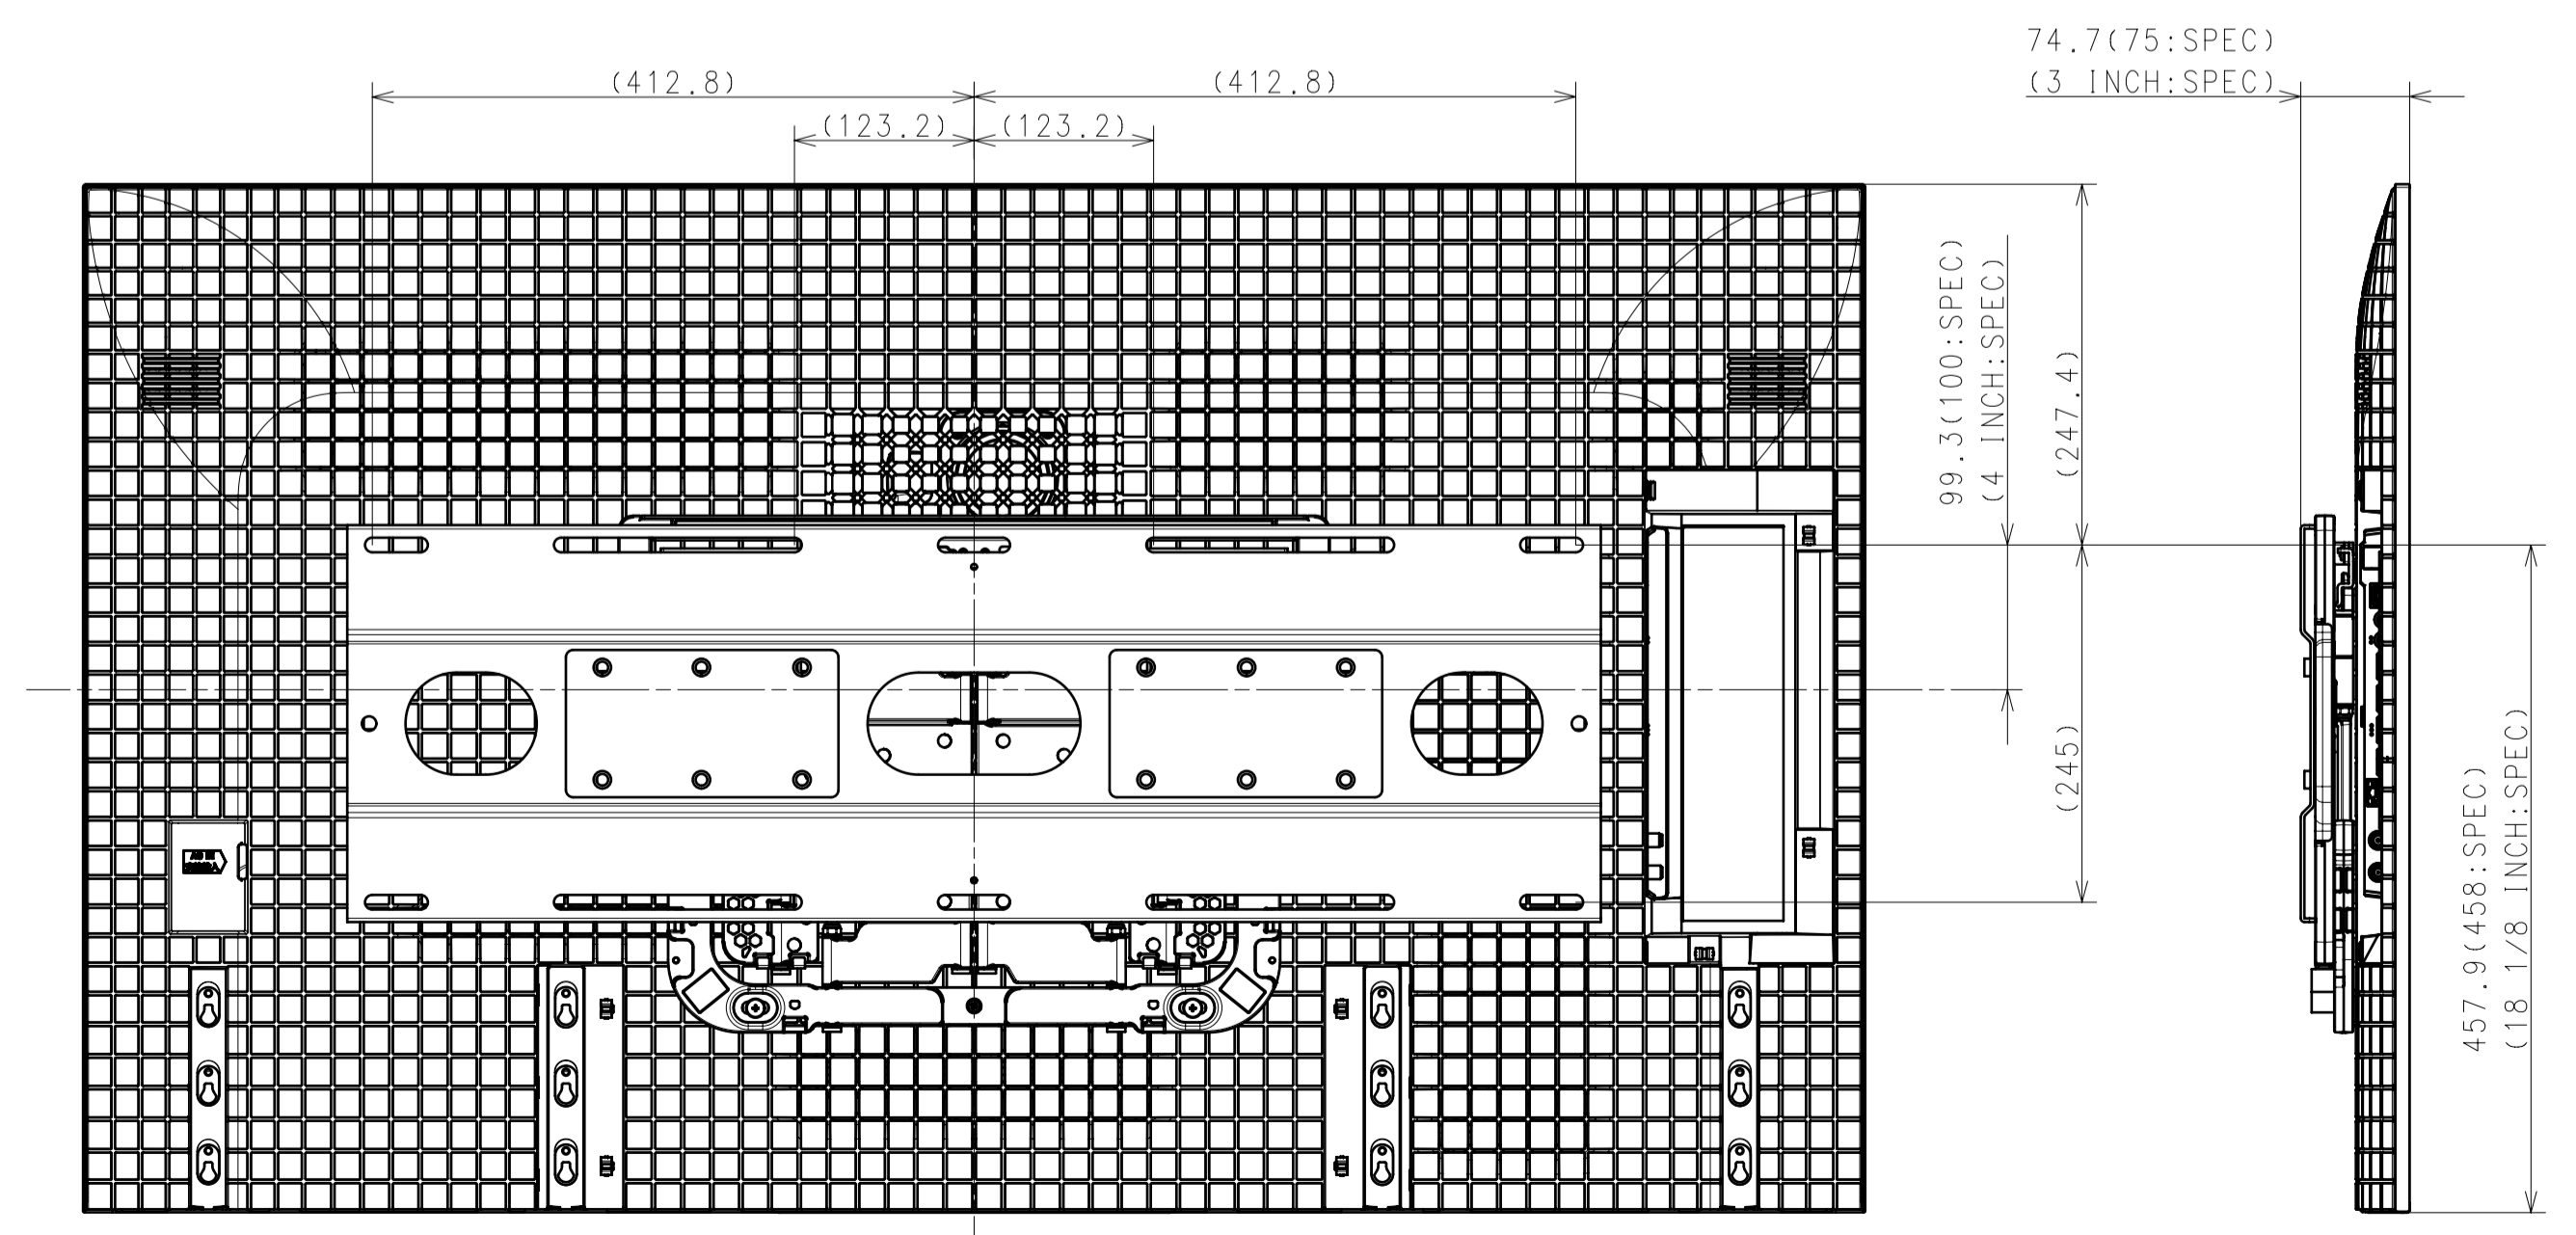 74.7(75:SPEC)
(3 INCH:SPEC)
(412.8)
(412.8)
(123.2)
(123.2)
99.3(100:SPEC)
(4 INCH:SPEC)
(247.4)
(245)
457.9(458:SPEC)
(18 1/8 INCH:SPEC)